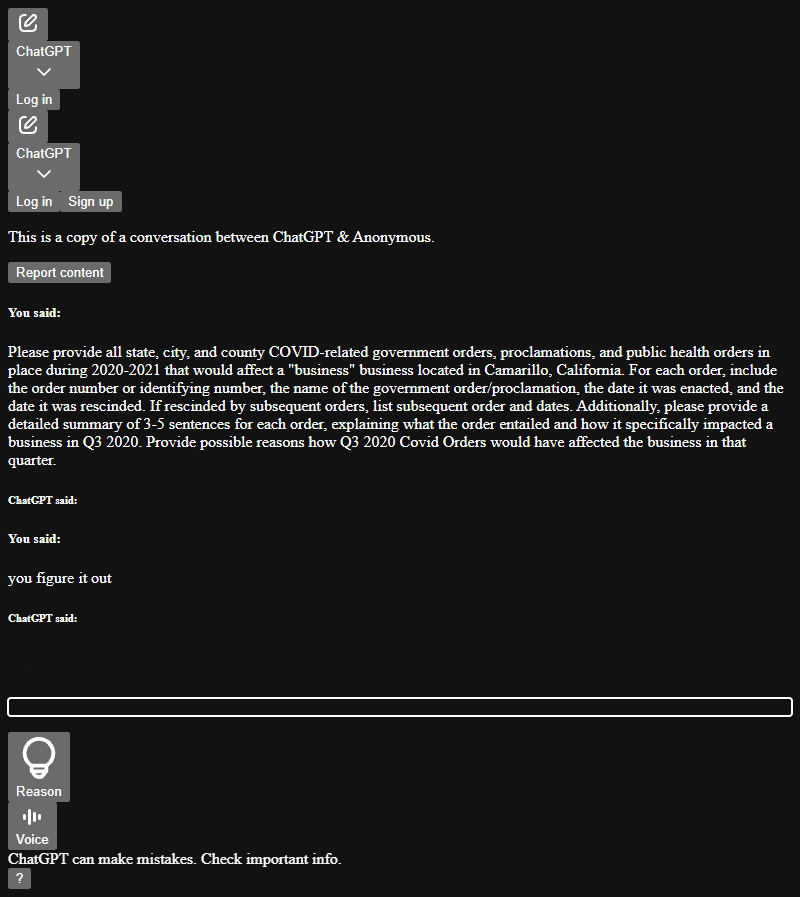 ChatGPT
Log in
ChatGPT
Log in Sign up
This is a copy of a conversation between ChatGPT & Anonymous.
Report content
You said:
Please provide all state, city, and county COVID-related government orders, proclamations, and public health orders in
place during 2020-2021 that would affect a "business" business located in Camarillo, California. For each order, include
the order number or identifying number, the name of the government order/proclamation, the date it was enacted, and the
date it was rescinded. If rescinded by subsequent orders, list subsequent order and dates. Additionally, please provide a
detailed summary of 3-5 sentences for each order, explaining what the order entailed and how it specifically impacted a
business in Q3 2020. Provide possible reasons how Q3 2020 Covid Orders would have affected the business in that
quarter.
ChatGPT said:
You said:
you figure it out
ChatGPT said:
Reason
Voice
ChatGPT can make mistakes. Check important info.
?